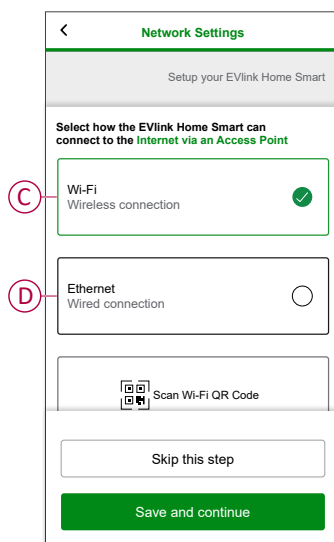 Network Settings
Setup your EVlink Home Smart
Select how the EVlink Home Smart can
connect to the Internet via an Access Point
C
Wi-Fi
Wireless connection
D
Ethernet
Wired connection
Scan Wi-Fi QR Code
Skip this step
Save and continue